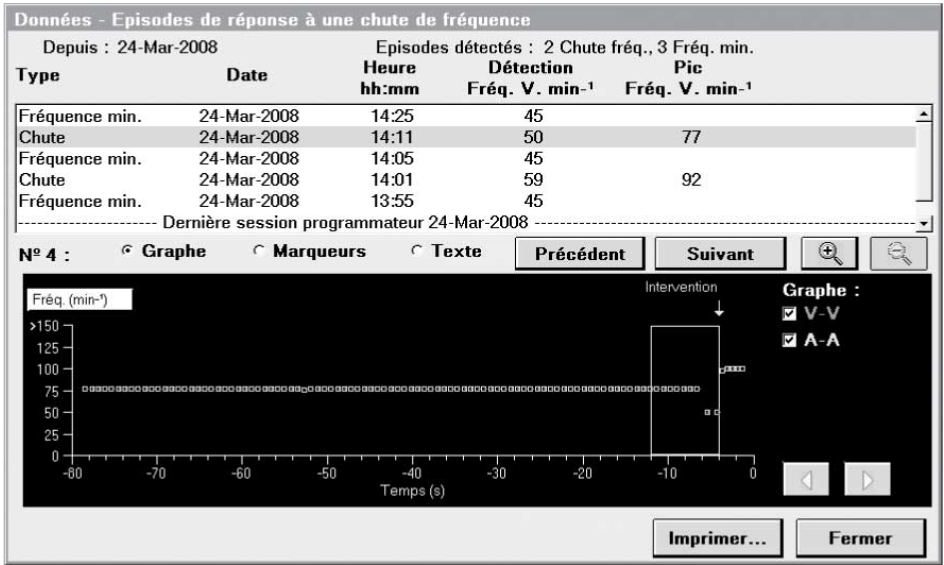 Données - Episodes de réponse à une chute de fréquence
Depuis : 24-Mar-2008 Episodes détectés : 2 Chute fréq., 3 Fréq. min.
Type Date Heure hh:mm Détection Fréq. V. min-¹ Pic Fréq. V. min-¹
Fréquence min. 24-Mar-2008 14:25 45
Chute 24-Mar-2008 14:11 50 77
Fréquence min. 24-Mar-2008 14:05 45
Chute 24-Mar-2008 14:01 59 92
Fréquence min. 24-Mar-2008 13:55 45
-------------------- Dernière session programmateur 24-Mar-2008 --------------------
Nº 4 : Graphe Marqueurs Texte Précédent Suivant
Fréq. (min-¹) Intervention Graphe :
>150 V-V
125 A-A
100
75
50
25
0
-80 -70 -60 -50 -40 -30 -20 -10 0
Temps (s)
Imprimer... Fermer